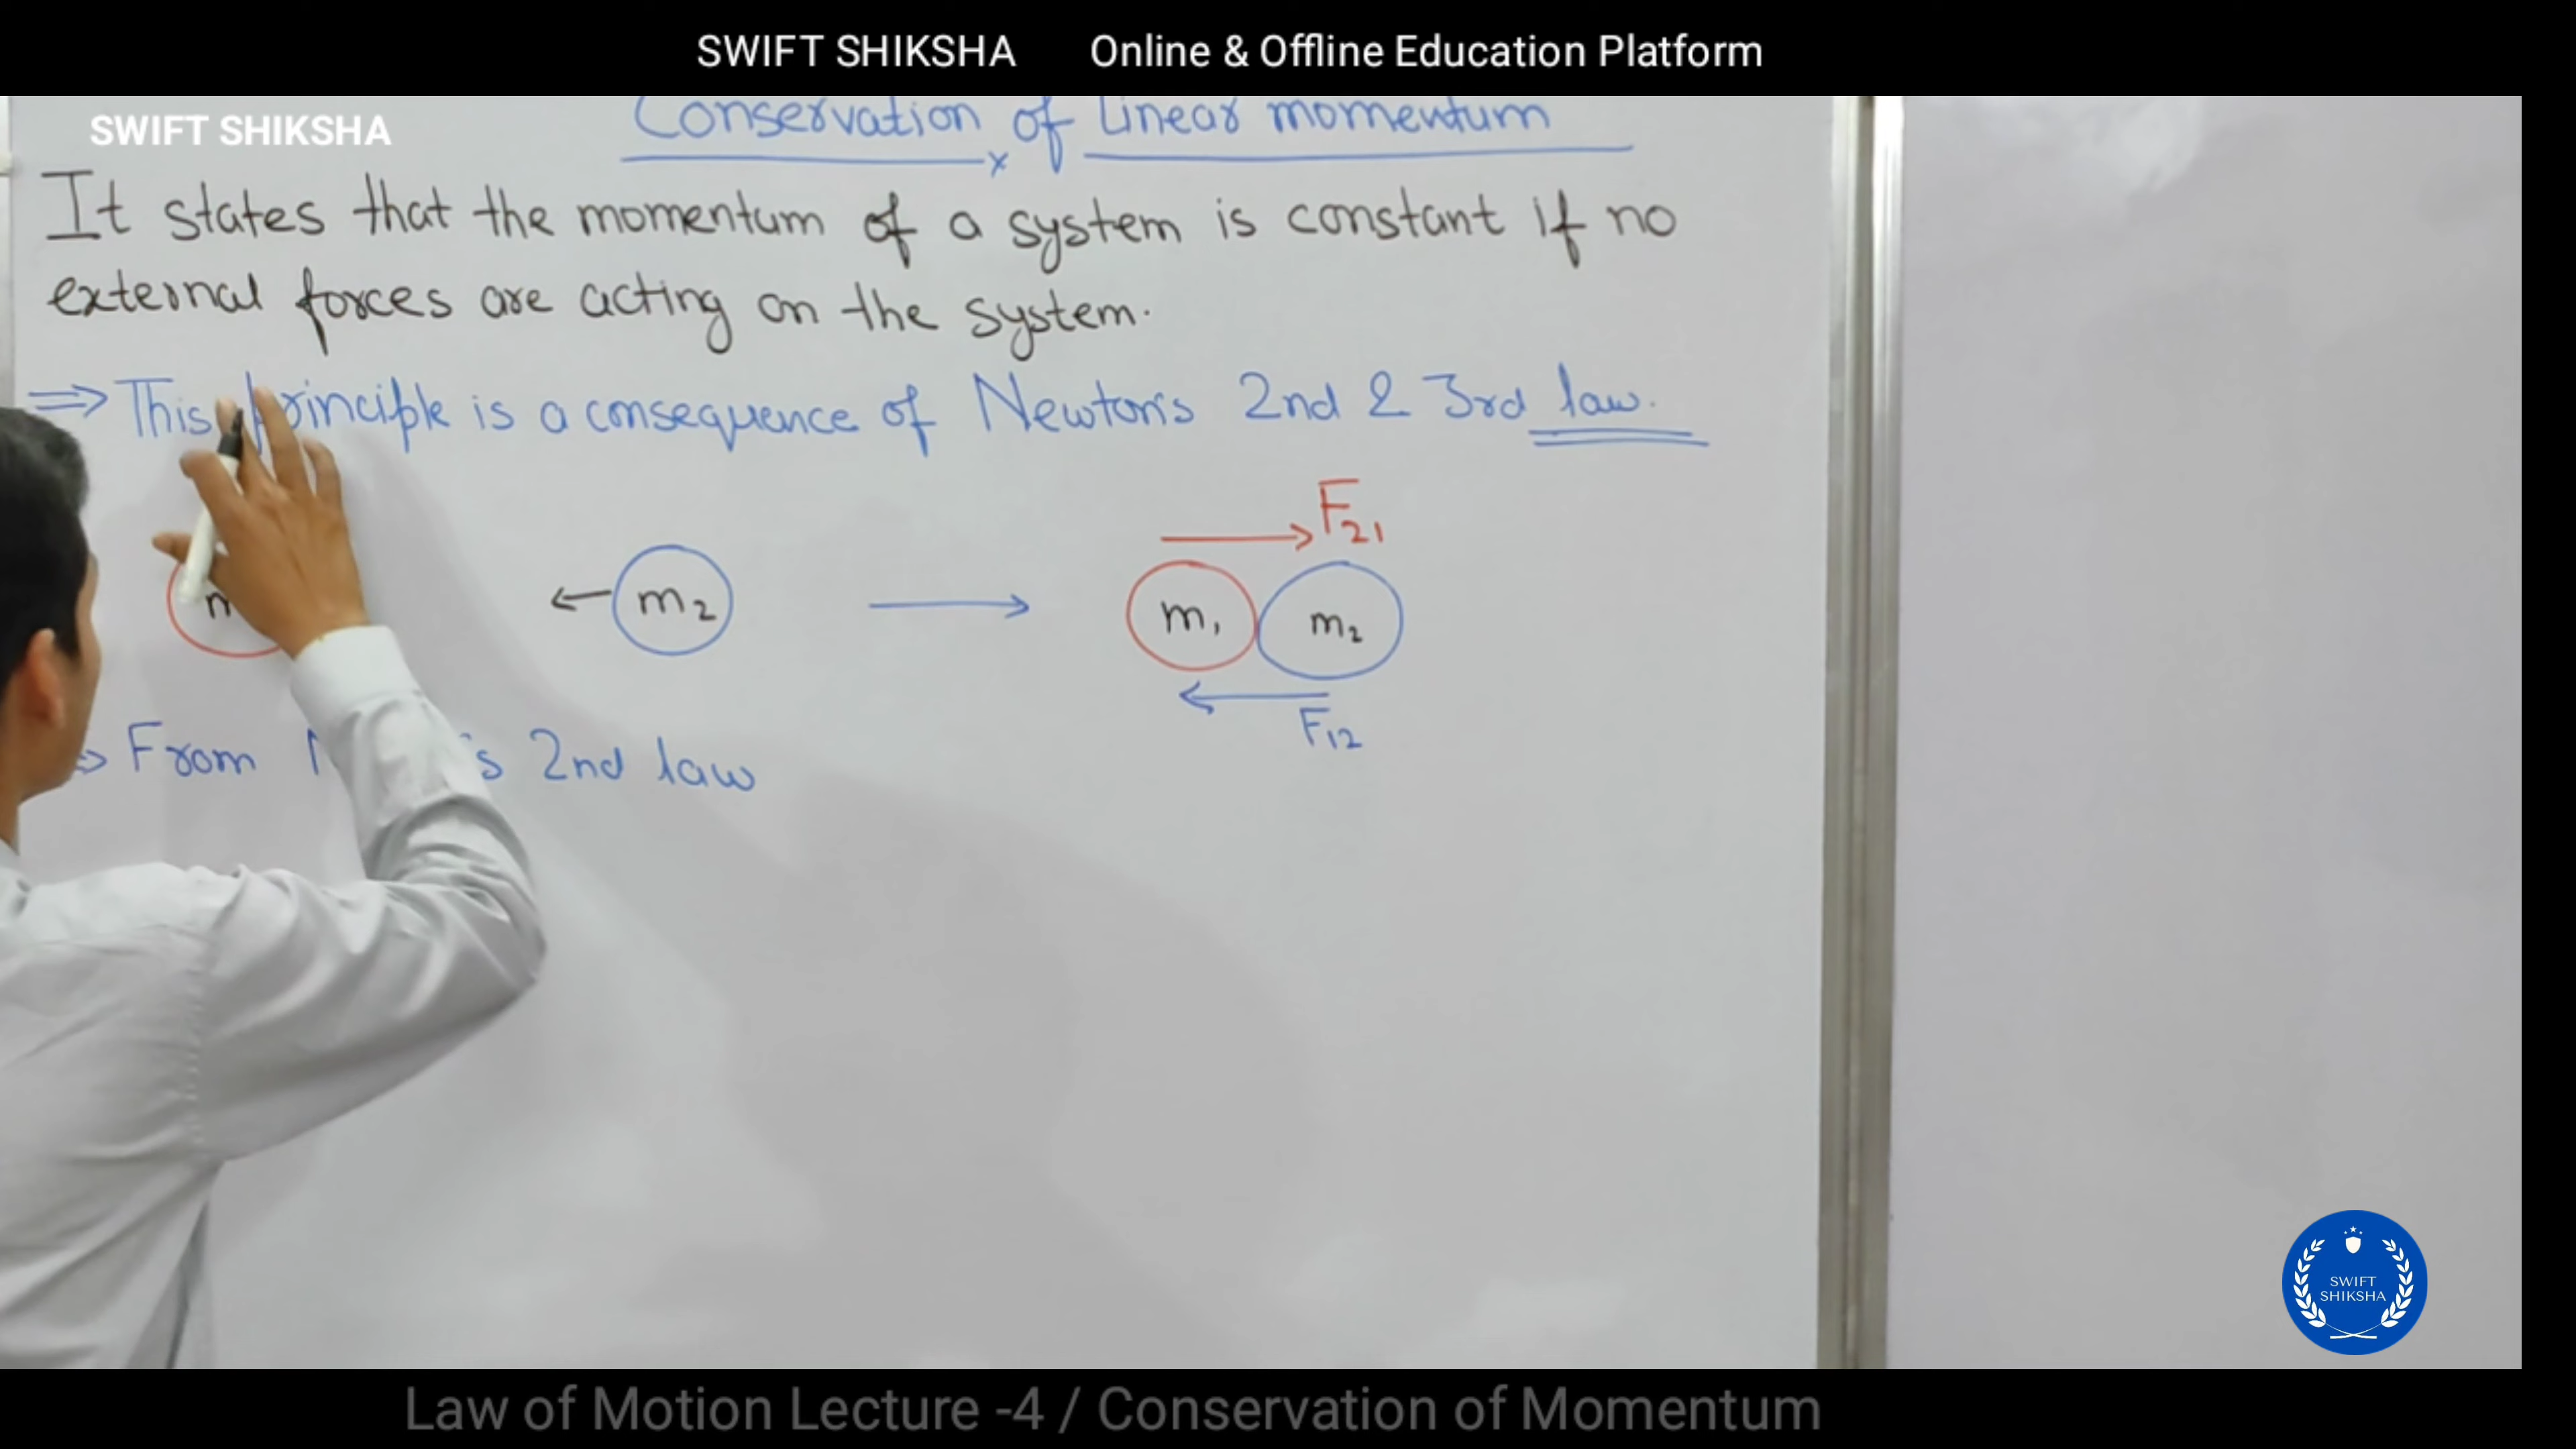 SWIFT SHIKSHA Online & Offline Education Platform
SWIFT SHIKSHA
Conservation of Linear momentum
It states that the momentum of a system is constant if no
external forces are acting on the system.
⇒ This principle is a consequence of Newton's 2nd & 3rd law.
F21
m2
m1 m2
F12
⇒ From 2nd law
SWIFT
SHIKSHA
Law of Motion Lecture -4 / Conservation of Momentum